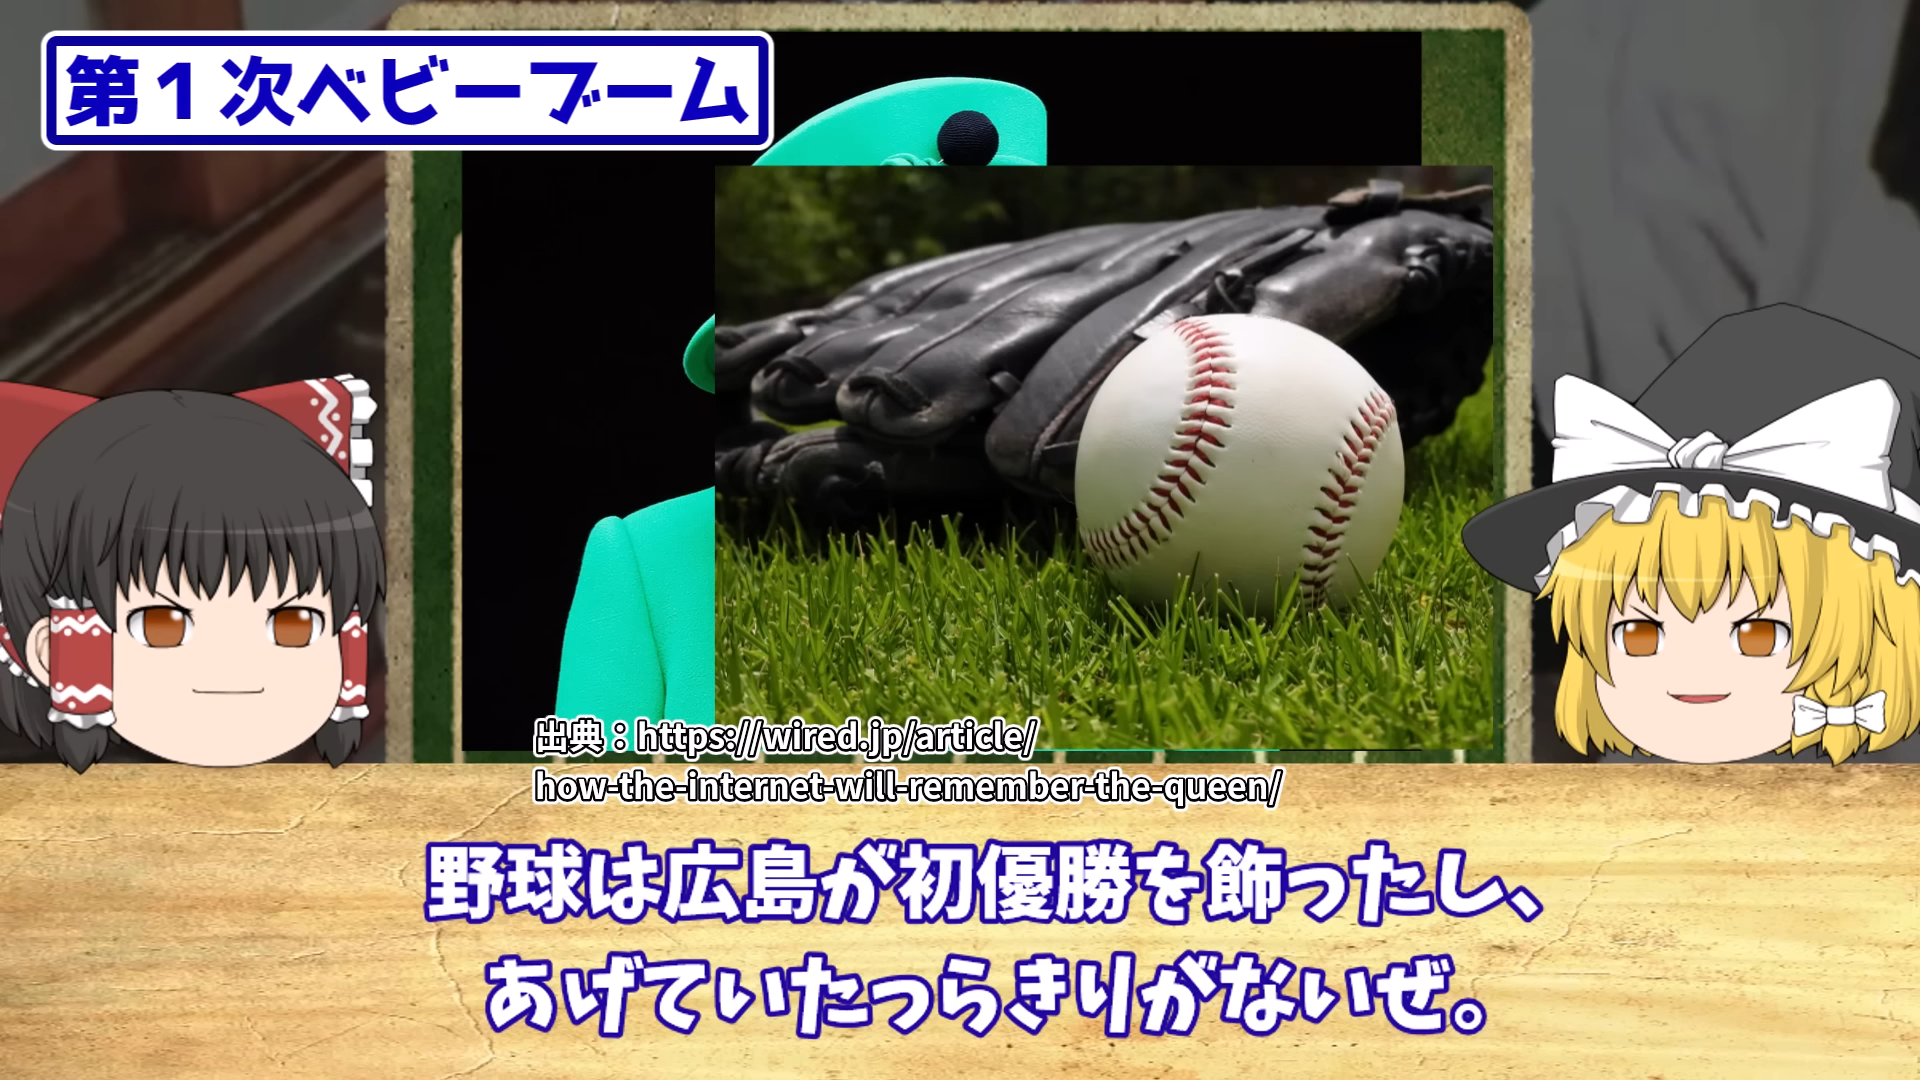 第１次ベビーブーム
出典：https://wired.jp/article/
how-the-internet-will-remember-the-queen/
野球は広島が初優勝を飾ったし、
あげていたっらきりがないぜ。